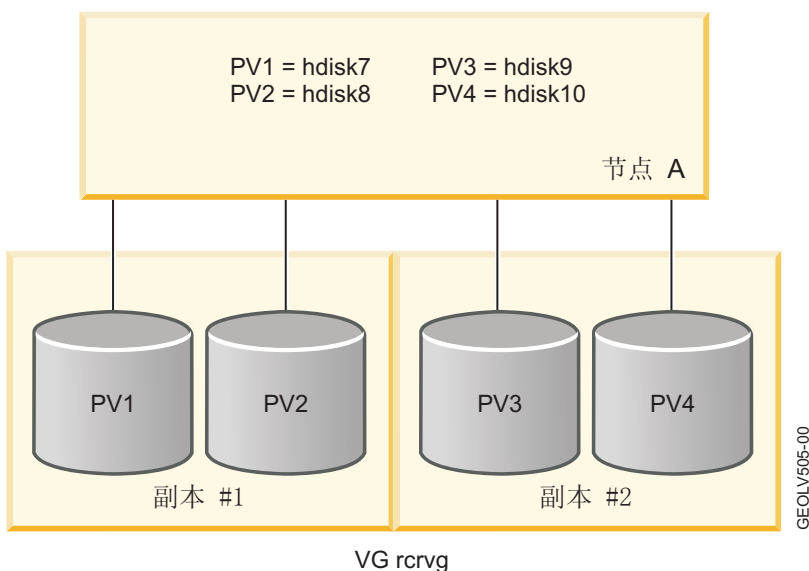 PV1 = hdisk7 PV3 = hdisk9
PV2 = hdisk8 PV4 = hdisk10
节点 A
PV1 PV2 PV3 PV4
副本 #1 副本 #2
VG rcrvg
GEOLV505-00